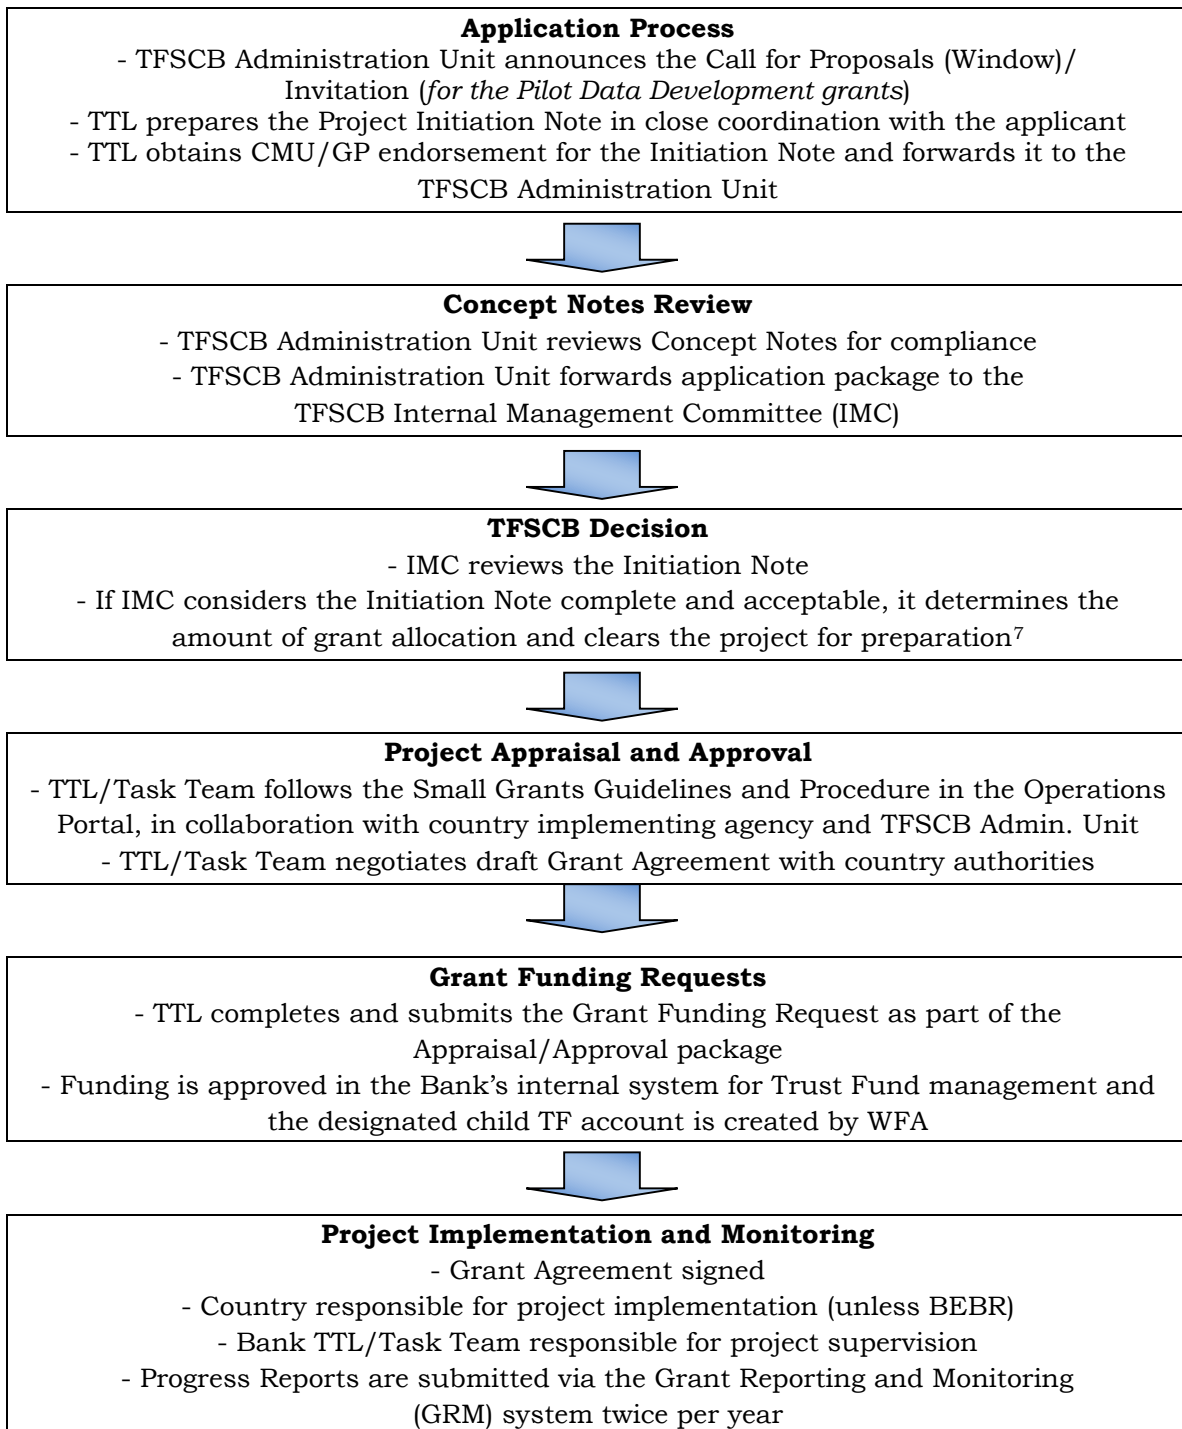 Application Process
- TFSCB Administration Unit announces the Call for Proposals (Window)/
Invitation (for the Pilot Data Development grants)
- TTL prepares the Project Initiation Note in close coordination with the applicant
- TTL obtains CMU/GP endorsement for the Initiation Note and forwards it to the
TFSCB Administration Unit
Concept Notes Review
- TFSCB Administration Unit reviews Concept Notes for compliance
- TFSCB Administration Unit forwards application package to the
TFSCB Internal Management Committee (IMC)
TFSCB Decision
- IMC reviews the Initiation Note
- If IMC considers the Initiation Note complete and acceptable, it determines the
amount of grant allocation and clears the project for preparation⁷
Project Appraisal and Approval
- TTL/Task Team follows the Small Grants Guidelines and Procedure in the Operations
Portal, in collaboration with country implementing agency and TFSCB Admin. Unit
- TTL/Task Team negotiates draft Grant Agreement with country authorities
Grant Funding Requests
- TTL completes and submits the Grant Funding Request as part of the
Appraisal/Approval package
- Funding is approved in the Bank’s internal system for Trust Fund management and
the designated child TF account is created by WFA
Project Implementation and Monitoring
- Grant Agreement signed
- Country responsible for project implementation (unless BEBR)
- Bank TTL/Task Team responsible for project supervision
- Progress Reports are submitted via the Grant Reporting and Monitoring
(GRM) system twice per year